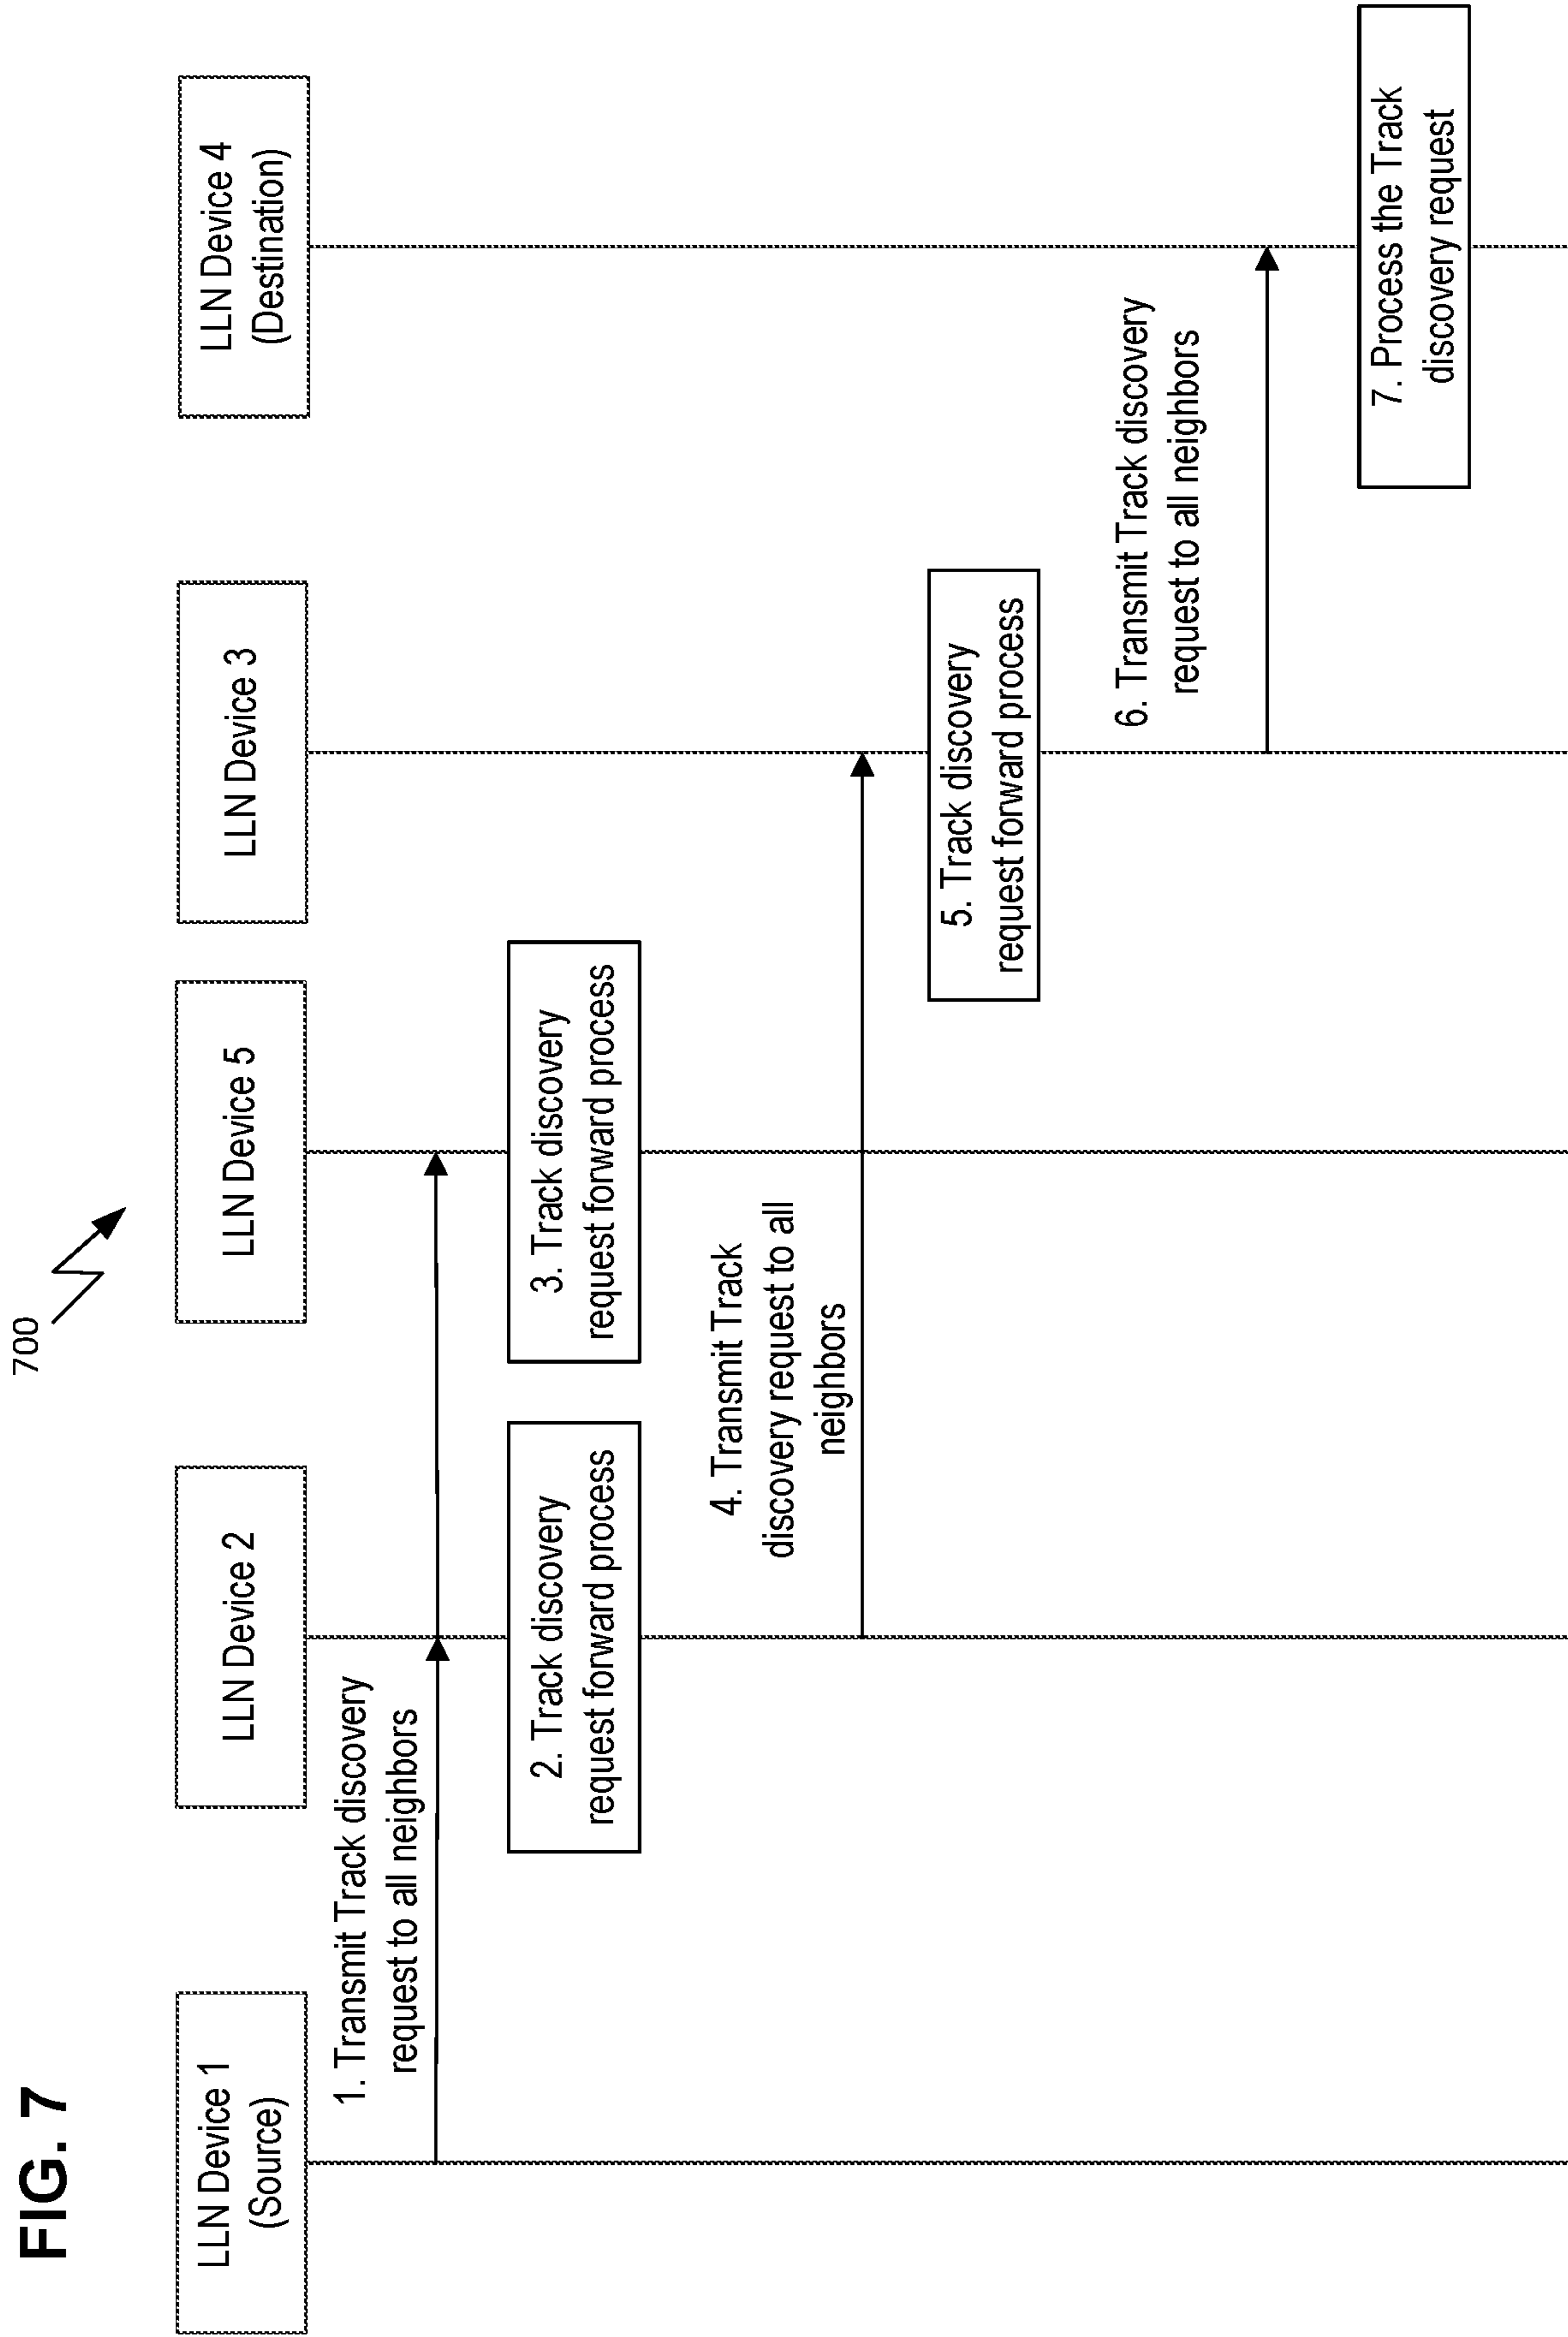 FIG. 7
700
LLN Device 1
(Source)
LLN Device 2
LLN Device 5
LLN Device 3
LLN Device 4
(Destination)
1. Transmit Track discovery
request to all neighbors
2. Track discovery
request forward process
3. Track discovery
request forward process
4. Transmit Track
discovery request to all
neighbors
5. Track discovery
request forward process
6. Transmit Track discovery
request to all neighbors
7. Process the Track
discovery request